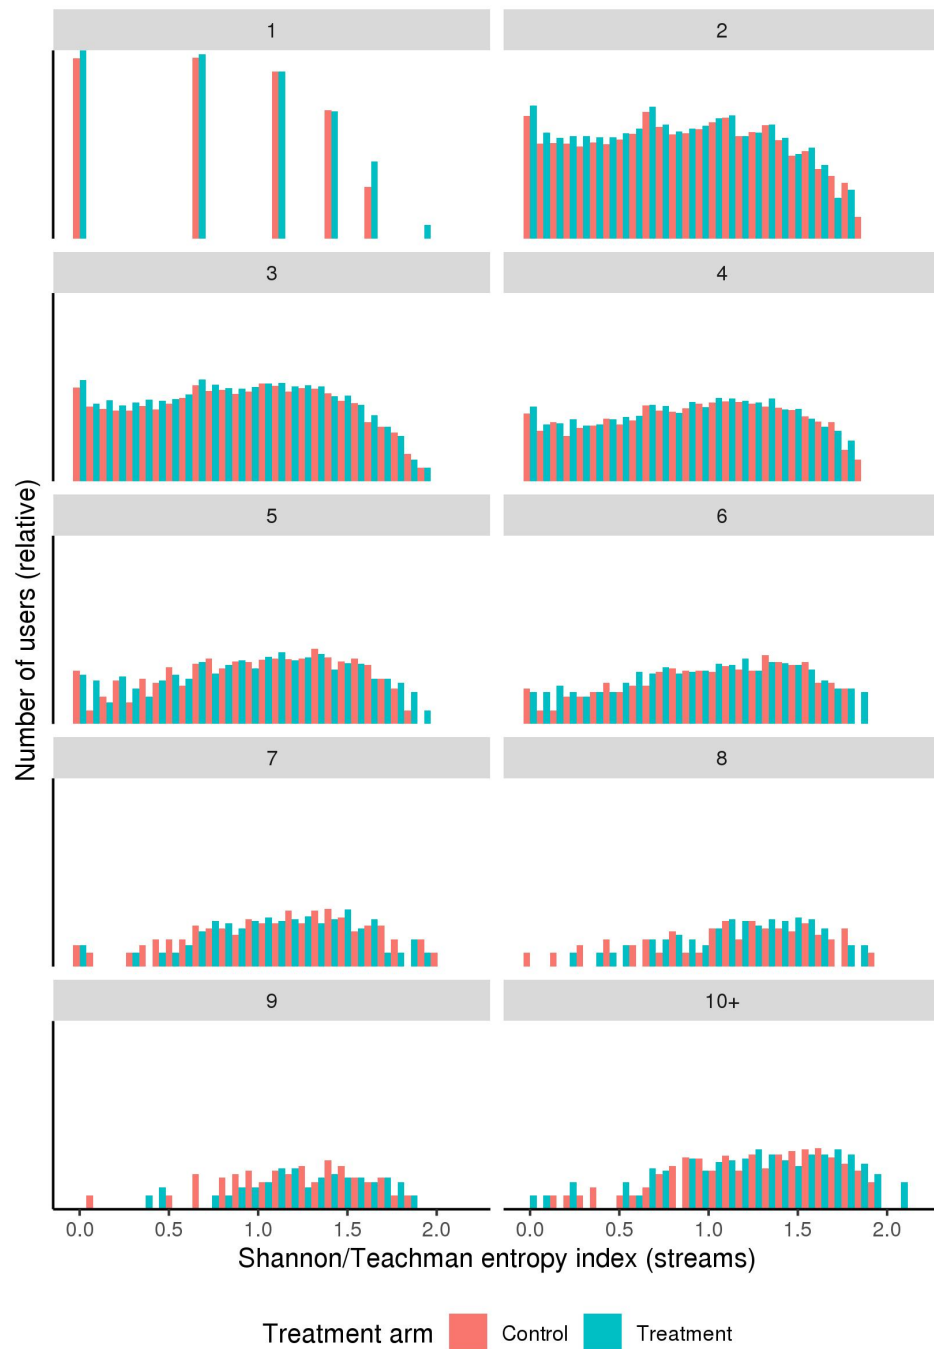 1
2
3
4
5
6
7
8
9
10+
Number of users (relative)
0.0 0.5 1.0 1.5 2.0
0.0 0.5 1.0 1.5 2.0
Shannon/Teachman entropy index (streams)
Treatment arm Control Treatment